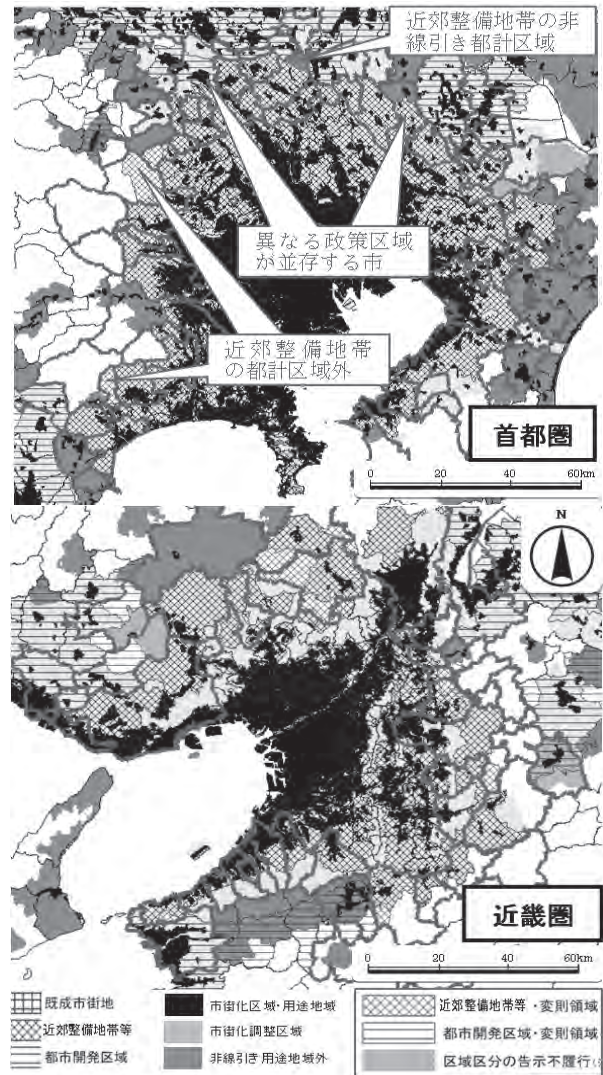 近郊整備地帯の非
線引き都計区域
異なる政策区域
が並存する市
近郊整備地帯
の都計区域外
首都圏
0 20 40 60km
N
近畿圏
0 20 40 60km
既成市街地
近郊整備地帯等
都市開発区域
市街化区域・用途地域
市街化調整区域
非線引き用途地域外
近郊整備地帯等・変則領域
都市開発区域・変則領域
区域区分の告示不履行